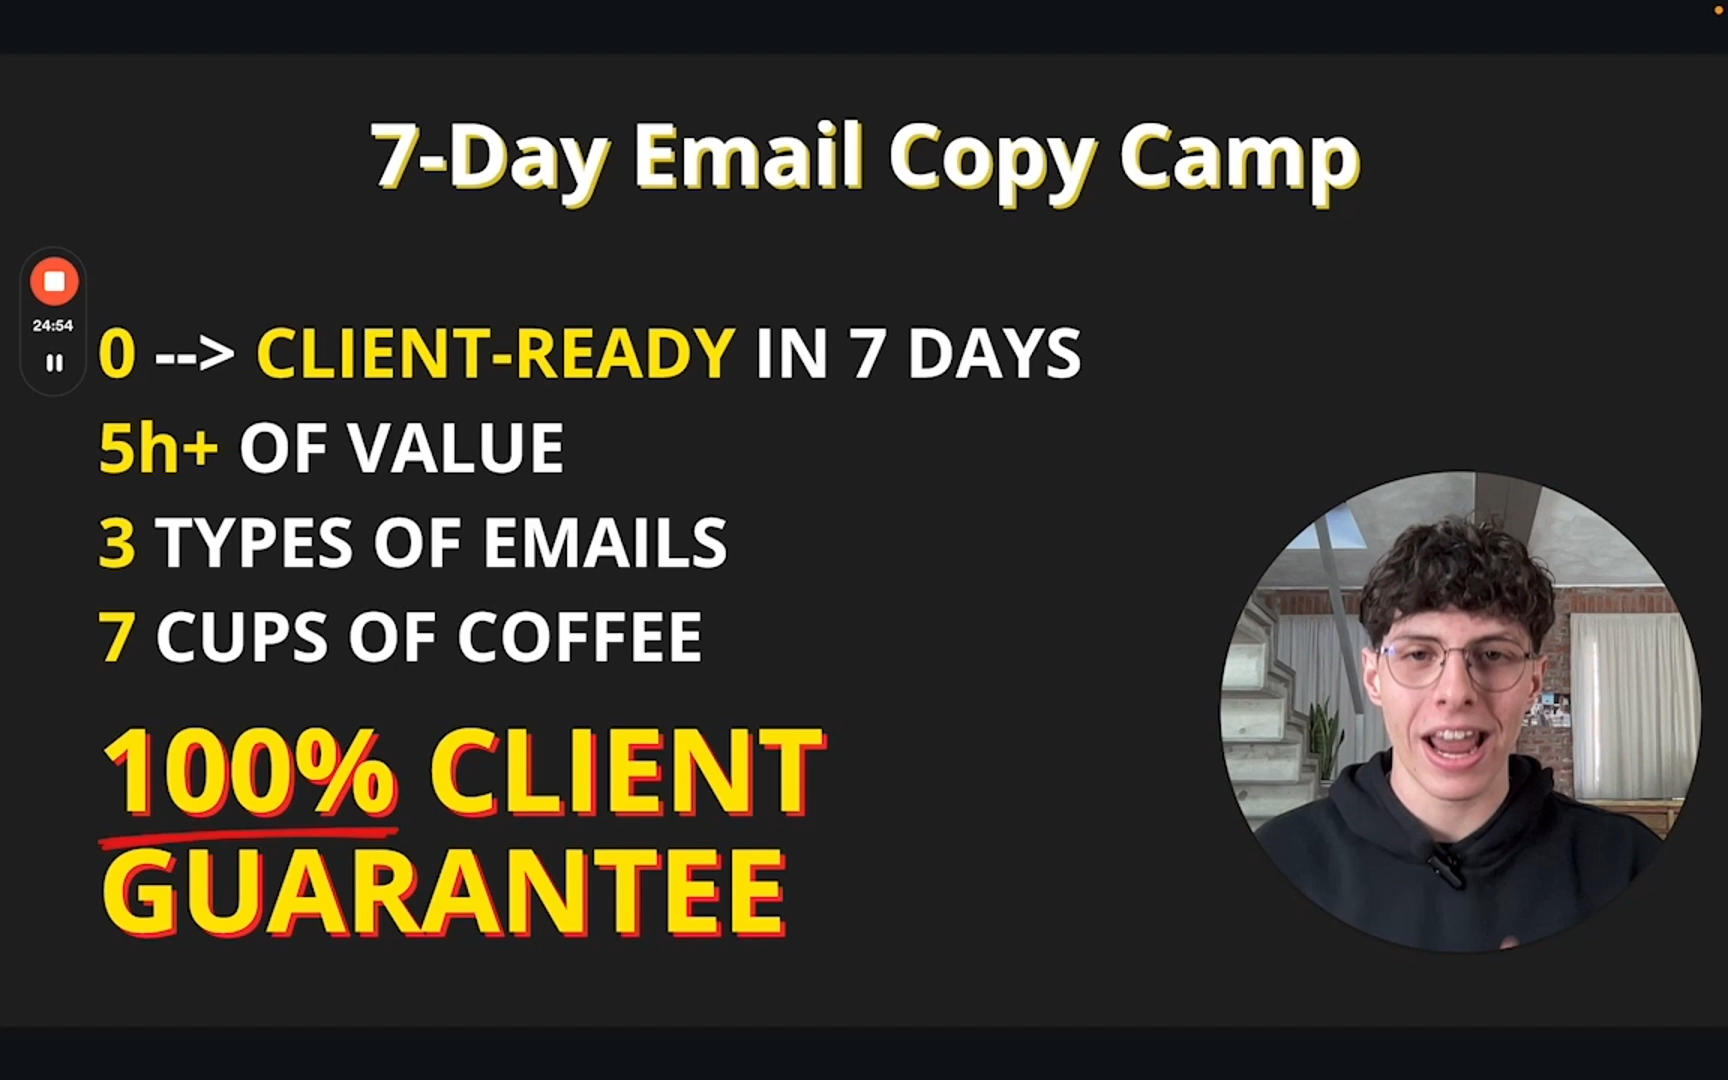 7-Day Email Copy Camp
24:54
0 --> CLIENT-READY IN 7 DAYS
5h+ OF VALUE
3 TYPES OF EMAILS
7 CUPS OF COFFEE
100% CLIENT
GUARANTEE